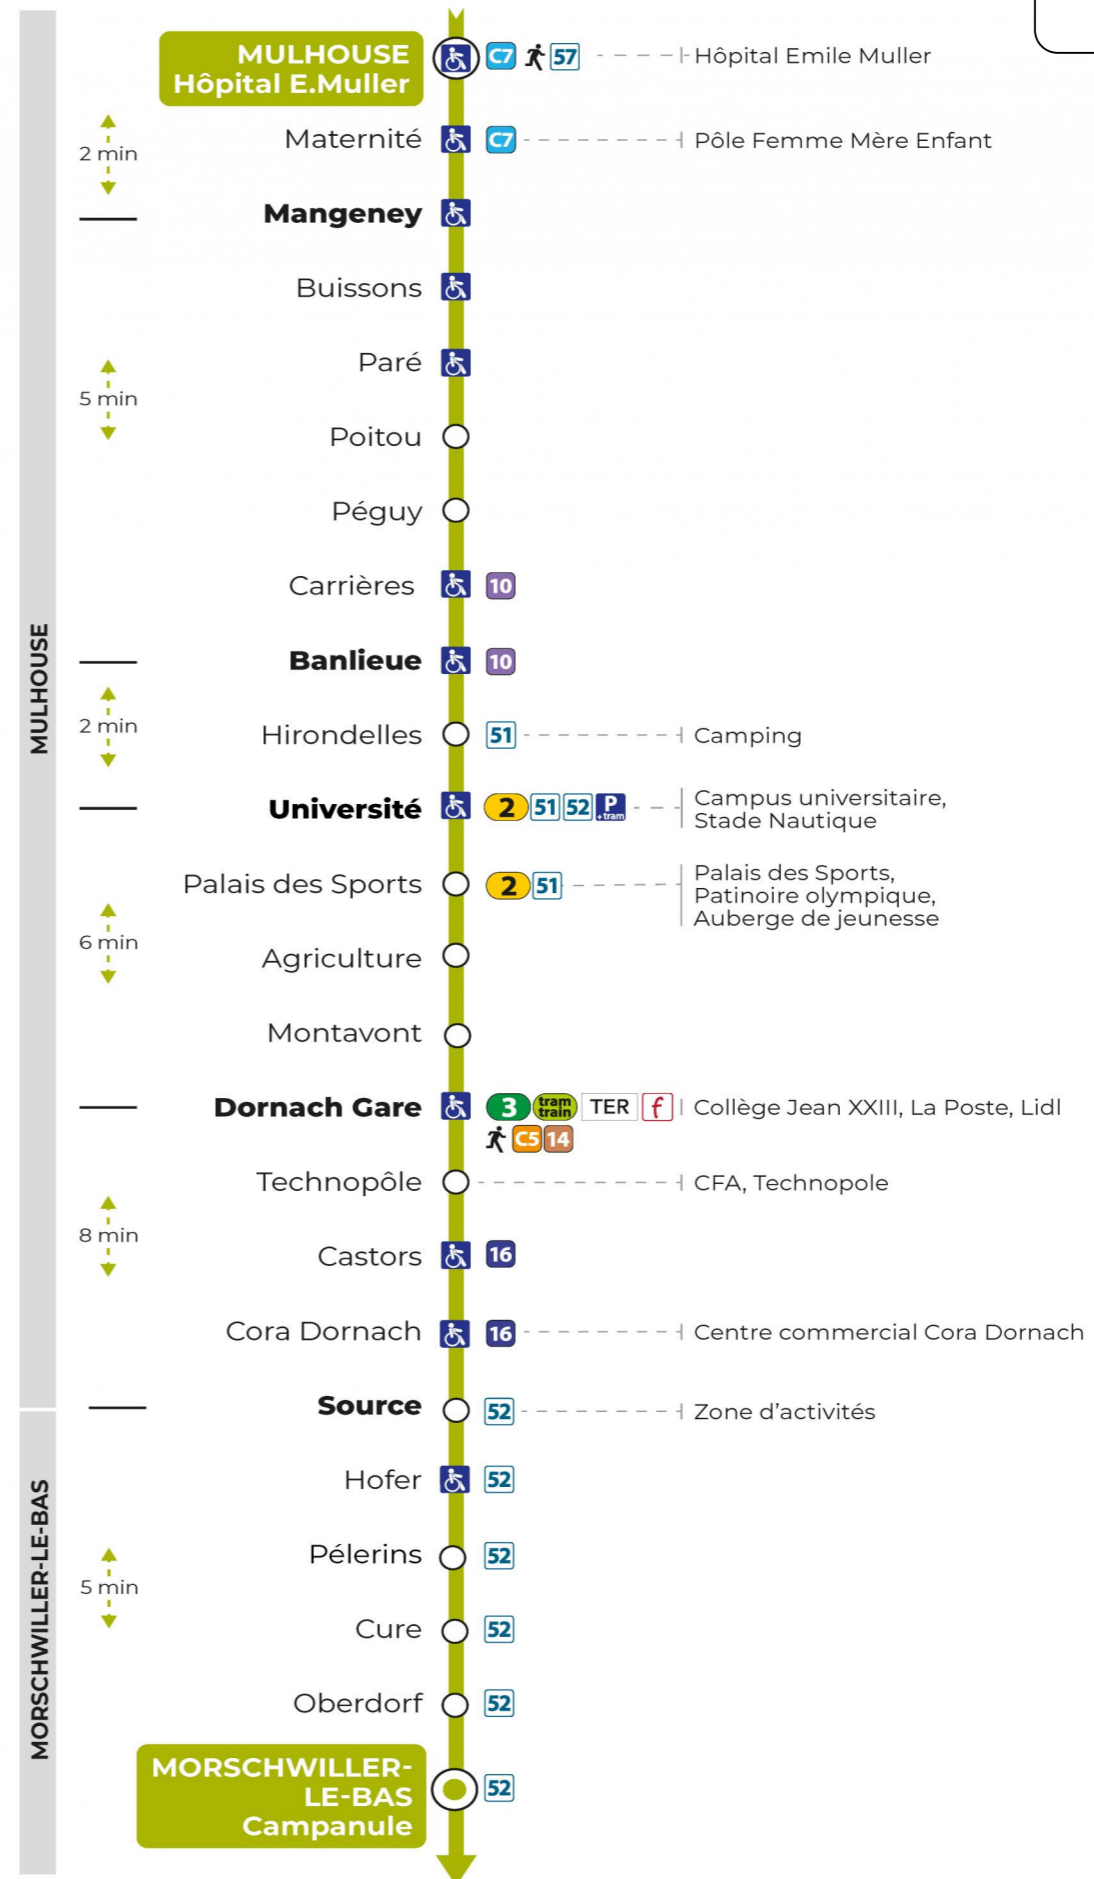 MULHOUSE
Hôpital E.Muller
C7 57 Hôpital Emile Muller
Maternité C7 Pôle Femme Mère Enfant
2 min
Mangeney
Buissons
Paré
5 min
Poitou
Péguy
Carrières 10
MULHOUSE
Banlieue 10
2 min
Hirondelles 51 Camping
Université 2 51 52 P +tram Campus universitaire,
Stade Nautique
Palais des Sports 2 51 Palais des Sports,
Patinoire olympique,
Auberge de jeunesse
6 min
Agriculture
Montavont
Dornach Gare 3 tram train TER f Collège Jean XXIII, La Poste, Lidl
C5 14
Technopôle CFA, Technopole
8 min
Castors 16
Cora Dornach 16 Centre commercial Cora Dornach
Source 52 Zone d’activités
MORSCHWILLER-LE-BAS
Hofer 52
Pélerins 52
5 min
Cure 52
Oberdorf 52
MORSCHWILLER-
LE-BAS
Campanule
52